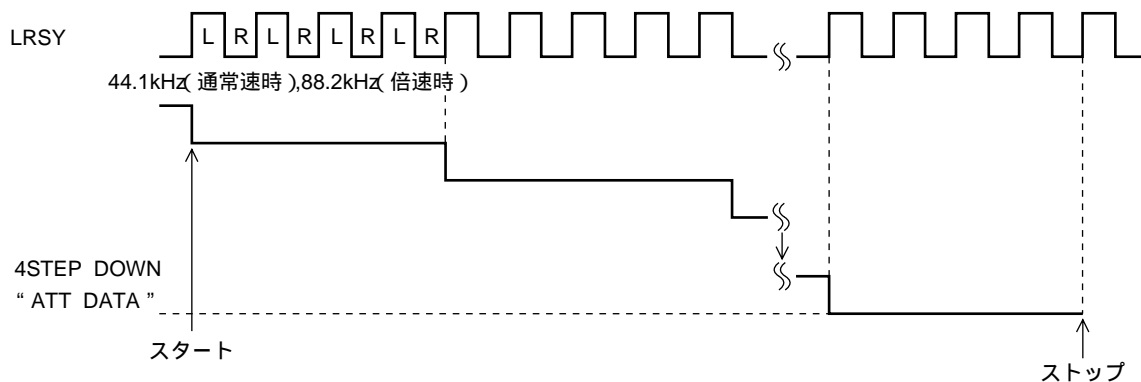 LRSY
L R L R L R L R
44.1kHz(通常速時),88.2kHz(倍速時)
4STEP DOWN
“ATT DATA”
スタート
ストップ